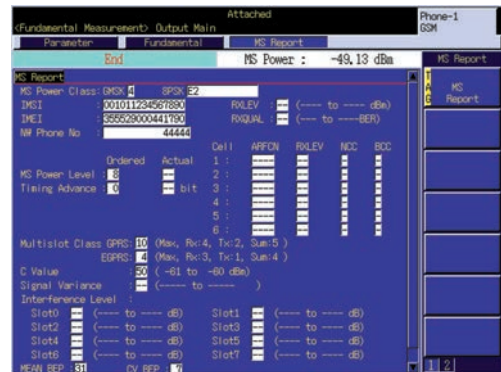 Attached
Phone-1
<Fundamental Measurement> Output Main
GSM
Parameter Fundamental MS Report
End MS Power : -49.13 dBm MS Report
MS Report
MS Power Class: GMSK 4 8PSK E2
IMSI : 001011234567890 RXLEV : -- (---- to ---- dBm)
IMEI : 355529000441790 RXQUAL : -- (---- to ----BER)
NW Phone No : 44444
Cell ARFCN RXLEV NCC BCC
Ordered Actual 1 : ---- -- - -
MS Power Level : 8 -- 2 : ---- -- - -
Timing Advance : 0 -- bit 3 : ---- -- - -
4 : ---- -- - -
5 : ---- -- - -
6 : ---- -- - -
Multislot Class GPRS: 10 (Max, Rx:4, Tx:2, Sum:5 )
EGPRS: 4 (Max, Rx:3, Tx:1, Sum:4 )
C Value : 50 ( -61 to -60 dBm)
Signal Variance : -- (---- to ---- )
Interference Level :
Slot0 -- (---- to ---- dB) Slot1 -- (---- to ---- dB)
Slot2 -- (---- to ---- dB) Slot3 -- (---- to ---- dB)
Slot4 -- (---- to ---- dB) Slot5 -- (---- to ---- dB)
Slot6 -- (---- to ---- dB) Slot7 -- (---- to ---- dB)
MEAN BEP : 31 CV BEP : 7
TAG
MS
Report
1 2